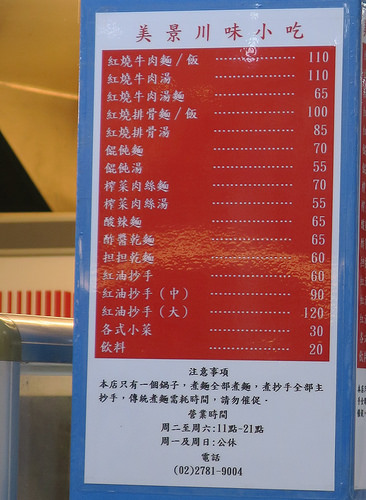 美景川味小吃
紅燒牛肉麵／飯 ------------------ 110
紅燒牛肉湯 ------------------ 110
紅燒牛肉湯麵 ------------------ 65
紅燒排骨麵／飯 ------------------ 100
紅燒排骨湯 ------------------ 85
餛飩麵 ------------------ 70
餛飩湯 ------------------ 55
榨菜肉絲麵 ------------------ 70
榨菜肉絲湯 ------------------ 55
酸辣麵 ------------------ 65
酢醬乾麵 ------------------ 65
担担乾麵 ------------------ 60
紅油抄手 ------------------ 60
紅油抄手（中） ------------------ 90
紅油抄手（大） ------------------ 120
各式小菜 ------------------ 30
飲料 ------------------ 20
注意事項
本店只有一個鍋子，煮麵全部煮麵，煮抄手全部主
抄手，傳統煮麵需耗時間，請勿催促。
營業時間
周二至周六:11點-21點
周一及周日:公休
電話
(02)2781-9004